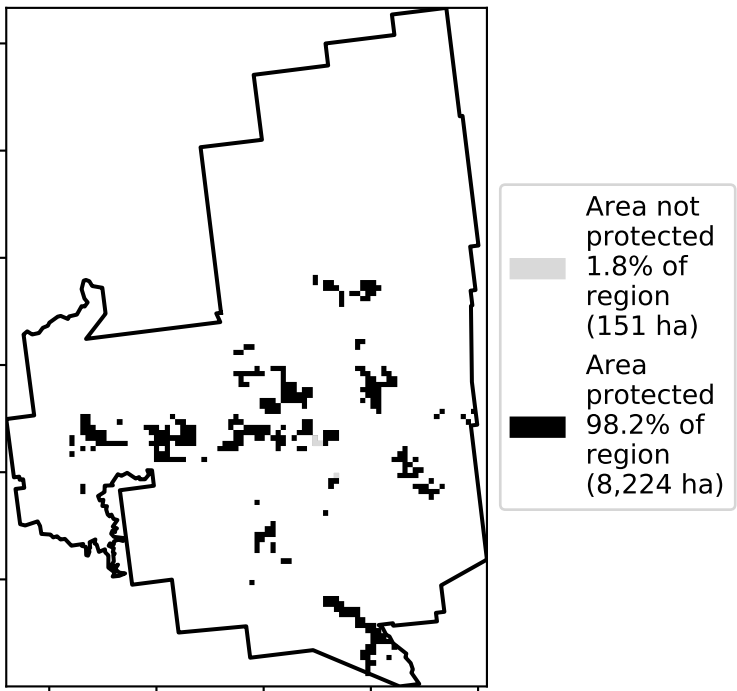 Area not
protected
1.8% of
region
(151 ha)
Area
protected
98.2% of
region
(8,224 ha)